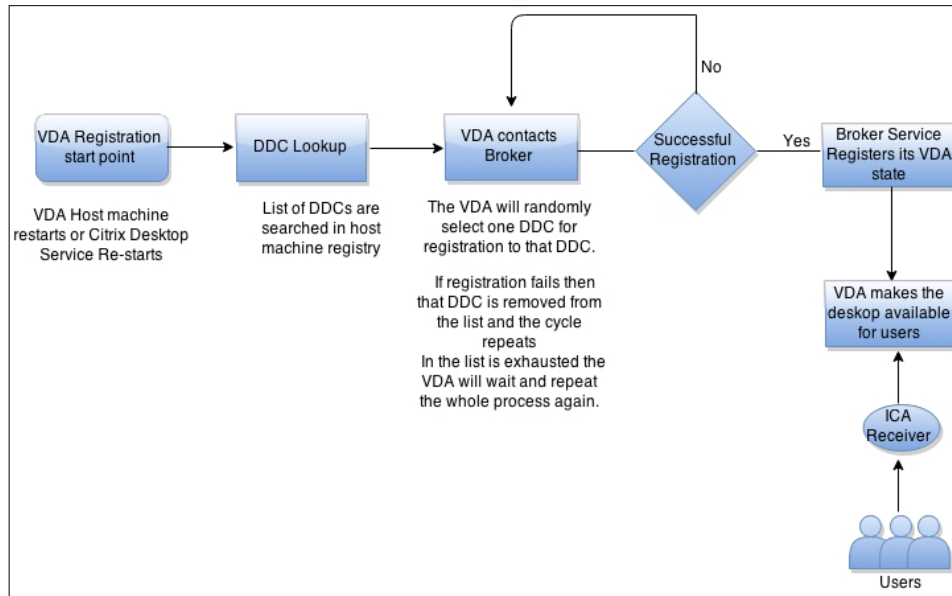 No
VDA Registration
start point
DDC Lookup
VDA contacts
Broker
Successful
Registration
Yes
Broker Service
Registers its VDA
state
VDA Host machine
restarts or Citrix Desktop
Service Re-starts
List of DDCs are
searched in host
machine registry
The VDA will randomly
select one DDC for
registration to that DDC.
If registration fails then
that DDC is removed from
the list and the cycle
repeats
In the list is exhausted the
VDA will wait and repeat
the whole process again.
VDA makes the
deskop available
for users
ICA
Receiver
Users